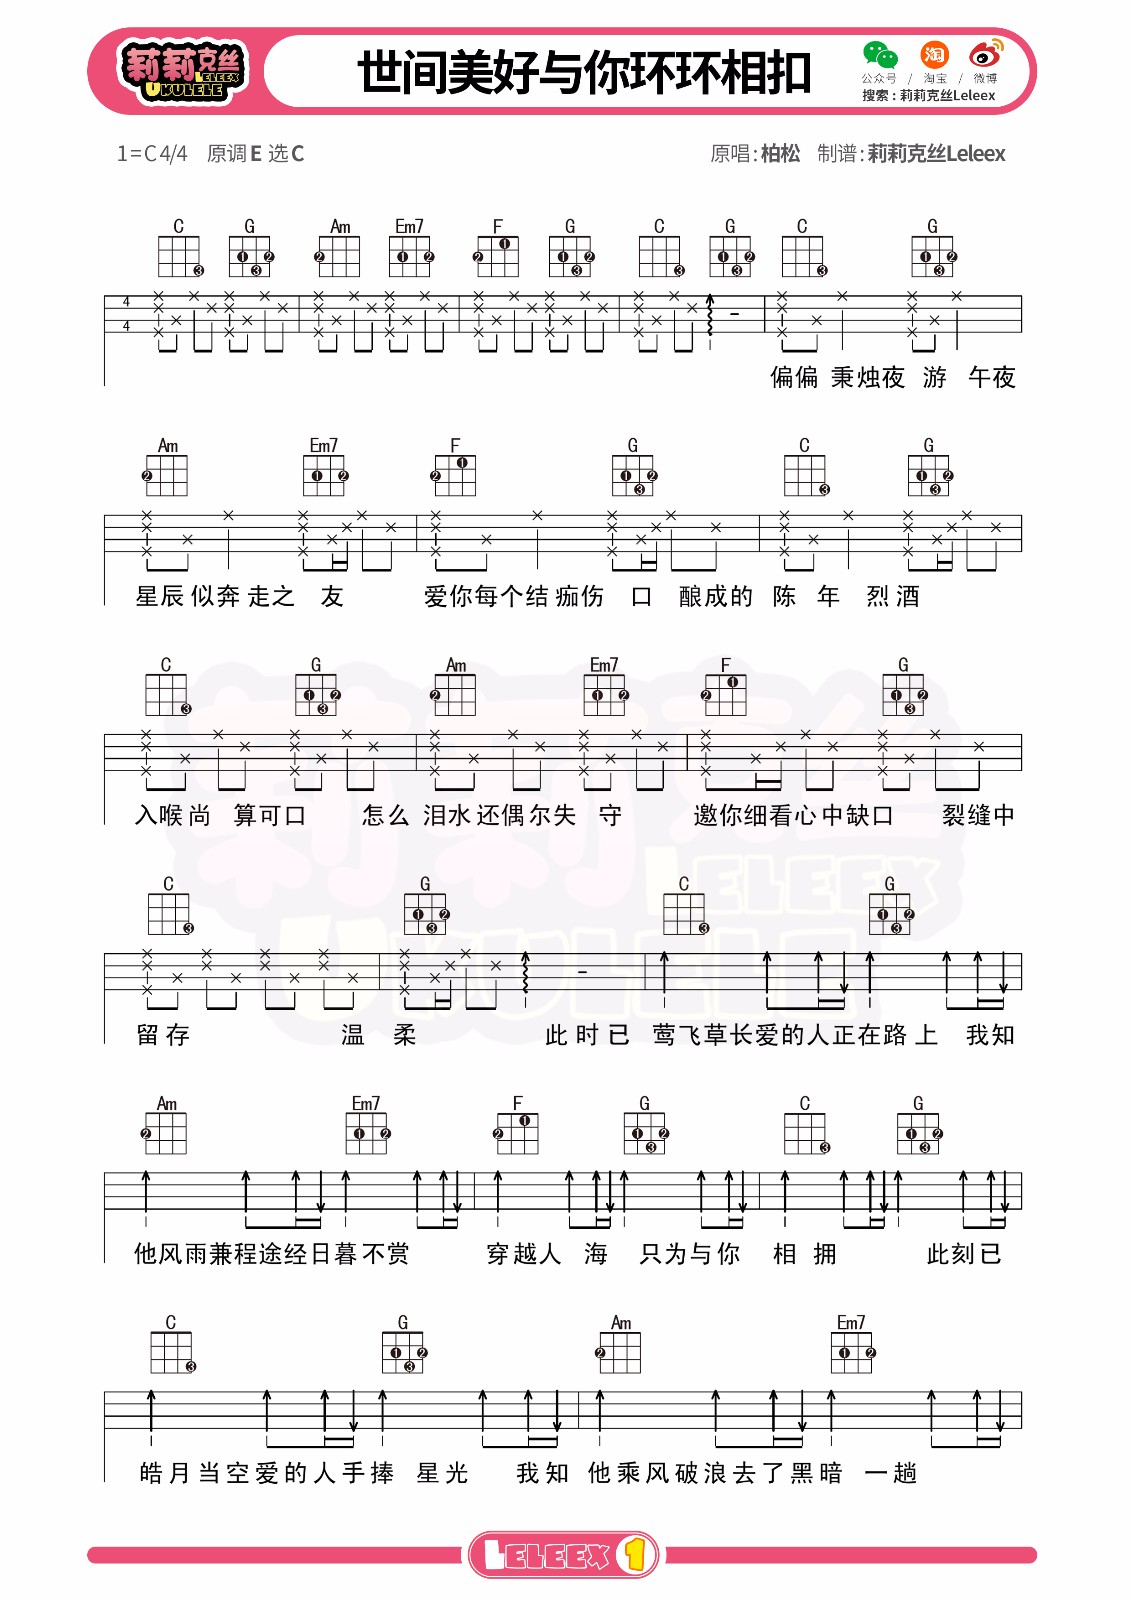 莉莉克丝
LELEEX
UKULELE
世间美好与你环环相扣
公众号 / 淘宝 / 微博
搜索：莉莉克丝Leleex
1=C 4/4 原调E 选C
原唱:柏松 制谱:莉莉克丝Leleex
C G Am Em7 F G C G C G
4
4
偏偏 秉烛夜 游 午夜
Am Em7 F G C G
星辰似奔走之 友 爱你每个结痂伤 口 酿成的 陈 年 烈酒
C G Am Em7 F G
入喉尚 算可口 怎么 泪水还偶尔失 守 邀你细看心中缺口 裂缝中
C G C G
留存 温 柔 此时已 莺飞草长爱的人正在路上 我知
Am Em7 F G C G
他风雨兼程途经日暮不赏 穿越人 海 只为与你 相 拥 此刻已
C G Am Em7
皓月当空爱的人手捧 星光 我知 他乘风破浪去了黑暗 一趟
LELEEX 1